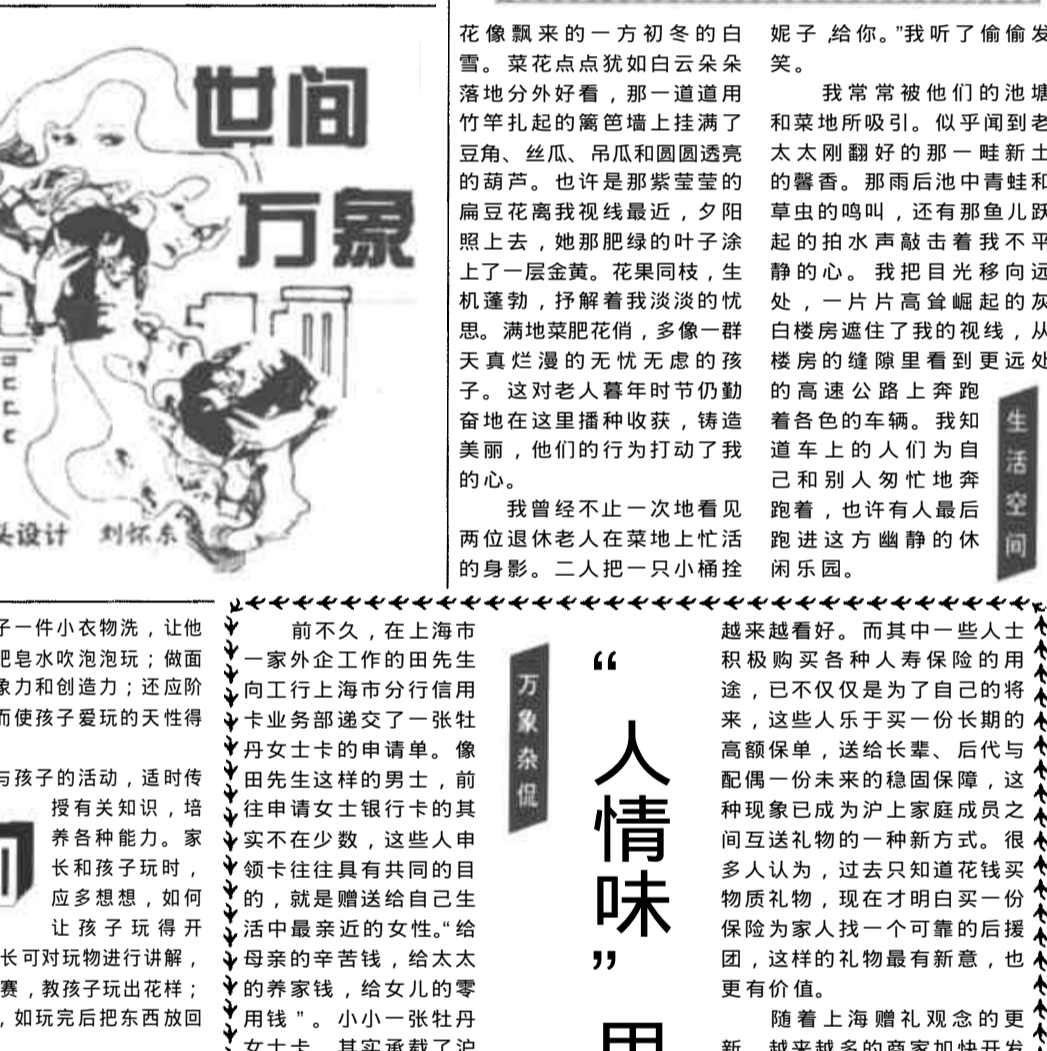 世间
万象
头设计 刘怀东
花像飘来的一方初冬的白
雪。菜花点点犹如白云朵朵
落地分外好看，那一道道用
竹竿扎起的篱笆墙上挂满了
豆角、丝瓜、吊瓜和圆圆透亮
的葫芦。也许是那紫莹莹的
扁豆花离我视线最近，夕阳
照上去，她那肥绿的叶子涂
上了一层金黄。花果同枝，生
机蓬勃，抒解着我淡淡的忧
思。满地菜肥花俏，多像一群
天真烂漫的无忧无虑的孩
子。这对老人暮年时节仍勤
奋地在这里播种收获，铸造
美丽，他们的行为打动了我
的心。
我曾经不止一次地看见
两位退休老人在菜地上忙活
的身影。二人把一只小桶拴
妮子，给你。”我听了偷偷发
笑。
我常常被他们的池塘
和菜地所吸引。似乎闻到老
太太刚翻好的那一畦新土
的馨香。那雨后池中青蛙和
草虫的鸣叫，还有那鱼儿跃
起的拍水声敲击着我不平
静的心。我把目光移向远
处，一片片高耸崛起的灰
白楼房遮住了我的视线，从
楼房的缝隙里看到更远处
的高速公路上奔跑
着各色的车辆。我知
道车上的人们为自
己和别人匆忙地奔
跑着，也许有人最后
跑进这方幽静的休
闲乐园。
生活空间
子一件小衣物洗，让他
肥皂水吹泡泡玩；做面
象力和创造力；还应阶
而使孩子爱玩的天性得
与孩子的活动，适时传
授有关知识，培
养各种能力。家
长和孩子玩时，
应多想想，如何
让孩子玩得开
长可对玩物进行讲解，
赛，教孩子玩出花样；
，如玩完后把东西放回
前不久，在上海市
一家外企工作的田先生
向工行上海市分行信用
卡业务部递交了一张牡
丹女士卡的申请单。像
田先生这样的男士，前
往申请女士银行卡的其
实不在少数，这些人申
领卡往往具有共同的目
的，就是赠送给自己生
活中最亲近的女性。“给
母亲的辛苦钱，给太太
的养家钱，给女儿的零
用钱”。小小一张牡丹
女士卡，其实承载了沪
万象杂侃
“人情味”
越来越看好。而其中一些人士
积极购买各种人寿保险的用
途，已不仅仅是为了自己的将
来，这些人乐于买一份长期的
高额保单，送给长辈、后代与
配偶一份未来的稳固保障，这
种现象已成为沪上家庭成员之
间互送礼物的一种新方式。很
多人认为，过去只知道花钱买
物质礼物，现在才明白买一份
保险为家人找一个可靠的后援
团，这样的礼物最有新意，也
更有价值。
随着上海赠礼观念的更
新，越来越多的商家加快开发